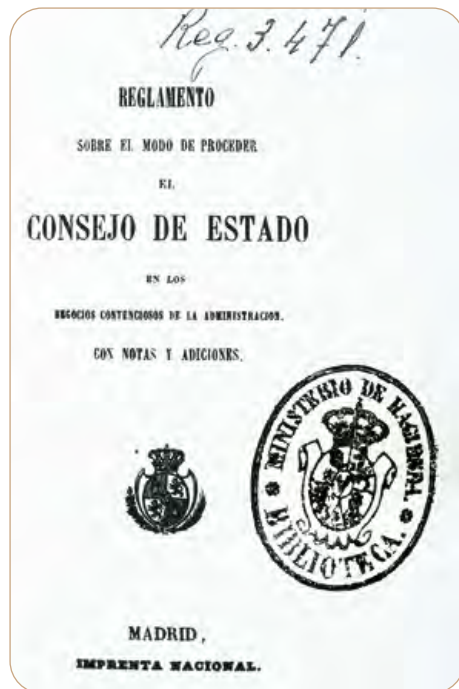 Reg. 3.471.
REGLAMENTO
SOBRE EL MODO DE PROCEDER
EL
CONSEJO DE ESTADO
EN LOS
NEGOCIOS CONTENCIOSOS DE LA ADMINISTRACION.
CON NOTAS Y ADICIONES.
MINISTERIO DE HACIENDA.
BIBLIOTECA.
MADRID,
IMPRENTA NACIONAL.